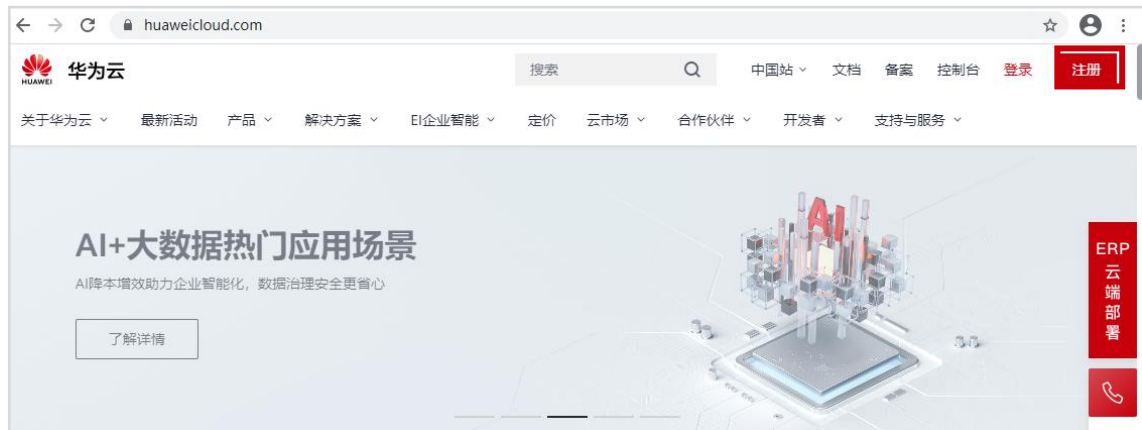 huaweicloud.com
HUAWEI 华为云 搜索 中国站 文档 备案 控制台 登录 注册
关于华为云 最新活动 产品 解决方案 EI企业智能 定价 云市场 合作伙伴 开发者 支持与服务
AI+大数据热门应用场景
AI降本增效助力企业智能化，数据治理安全更省心
了解详情
AI
ERP
云
端
部
署